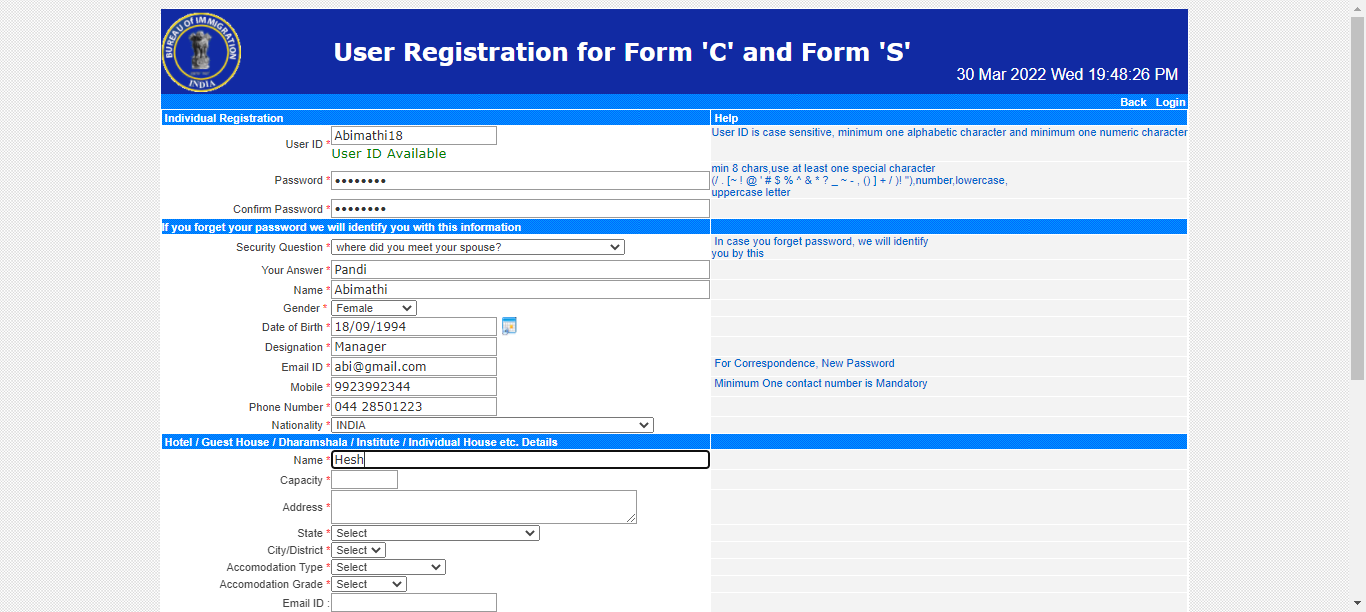 BUREAU OF IMMIGRATION
INDIA
User Registration for Form 'C' and Form 'S'
30 Mar 2022 Wed 19:48:26 PM
Back Login
Individual Registration Help
User ID * Abimathi18 User ID is case sensitive, minimum one alphabetic character and minimum one numeric character
User ID Available
Password * •••••••• min 8 chars,use at least one special character
(/ . [~ ! @ ' # $ % ^ & * ? _ ~ - , () ] + / )! "),number,lowercase,
uppercase letter
Confirm Password * ••••••••
If you forget your password we will identify you with this information
Security Question * where did you meet your spouse? In case you forget password, we will identify
you by this
Your Answer * Pandi
Name * Abimathi
Gender * Female
Date of Birth * 18/09/1994
Designation * Manager
Email ID * abi@gmail.com For Correspondence, New Password
Mobile * 9923992344 Minimum One contact number is Mandatory
Phone Number * 044 28501223
Nationality * INDIA
Hotel / Guest House / Dharamshala / Institute / Individual House etc. Details
Name * Hesh
Capacity *
Address *
State * Select
City/District * Select
Accomodation Type * Select
Accomodation Grade * Select
Email ID :